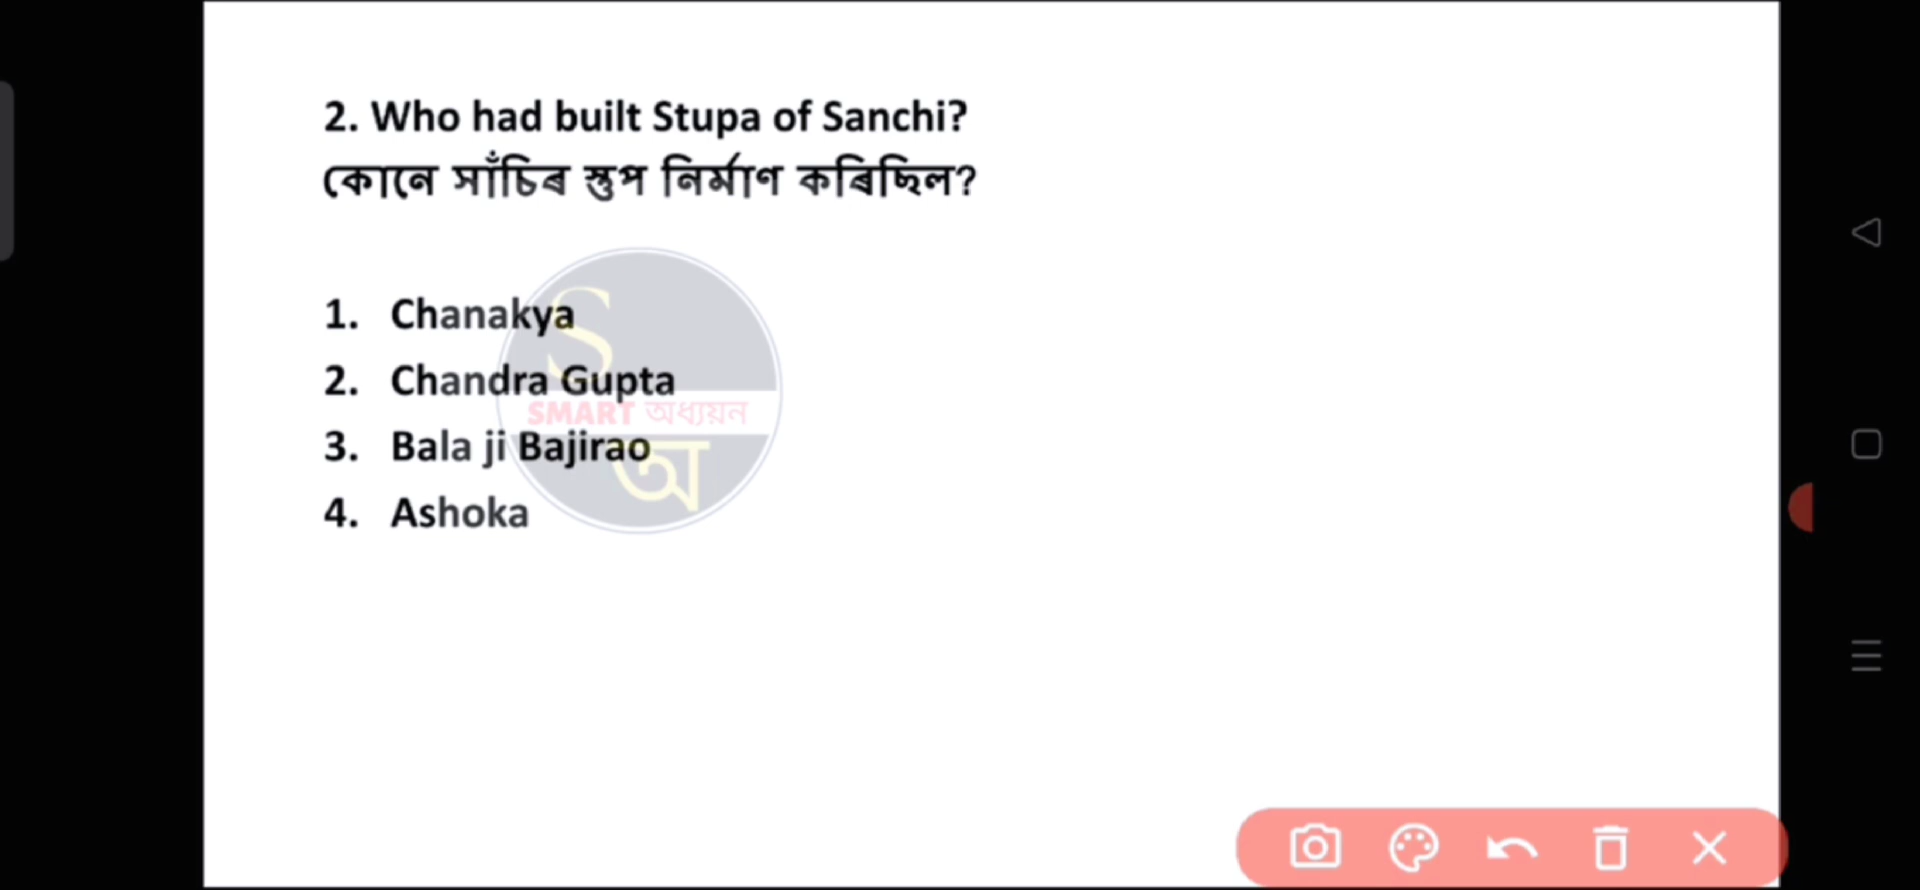 2. Who had built Stupa of Sanchi?
কোনে সাঁচিৰ স্তুপ নিৰ্মাণ কৰিছিল?
1. Chanakya
2. Chandra Gupta
3. Bala ji Bajirao
4. Ashoka
S
SMART অধ্যয়ন
অ